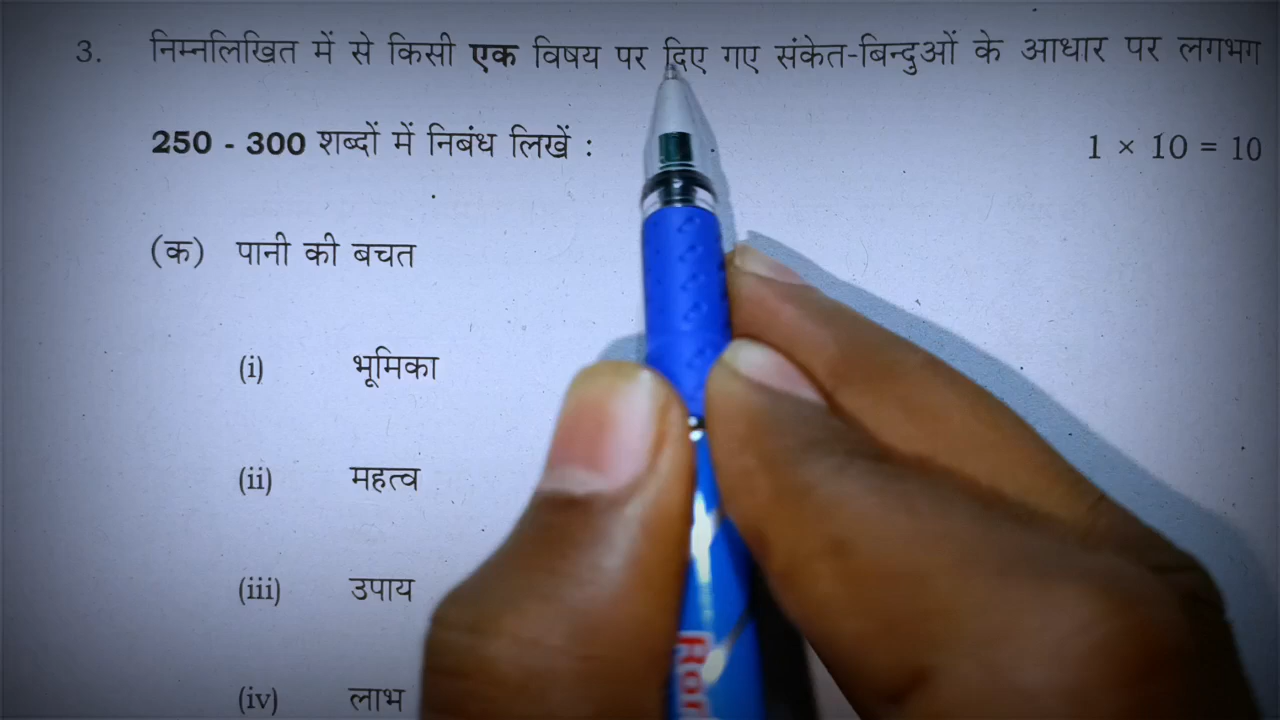 3. निम्नलिखित में से किसी एक विषय पर दिए गए संकेत-बिन्दुओं के आधार पर लगभग
250 - 300 शब्दों में निबंध लिखें : 1 × 10 = 10
(क) पानी की बचत
(i) भूमिका
(ii) महत्व
(iii) उपाय
(iv) लाभ